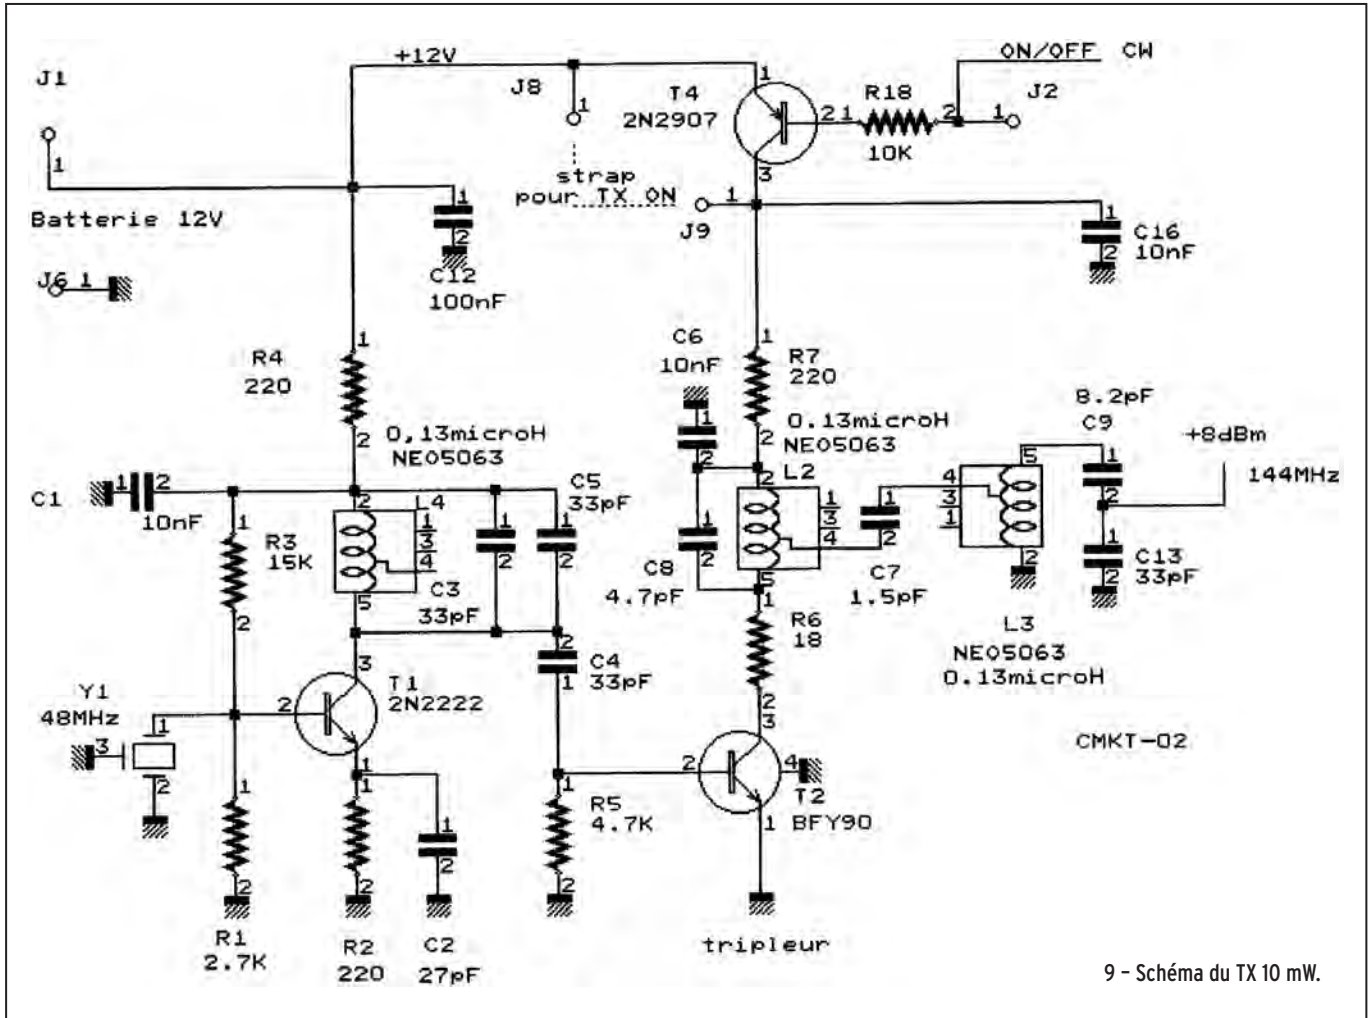 +12V
ON/OFF CW
J1
J8
1
1
T4
2N2907
2 1
R18
2
1
J2
10K
1
3
strap
pour TX ON
1
J9
Batterie 12V
1
2
C12
100nF
1
2
C16
10nF
J6 1
1
R4
220
2
C6
10nF
1
2
1
R7
220
2
0,13microH
NEO5063
0.13microH
NEO5063
L2
8.2pF
C9
+8dBm
144MHz
C1
1 2
10nF
1
R3
15K
2
2
L4
1
3
4
5
1
2
C3
33pF
C5
33pF
1
2
2
1
3
4
5
1
2
C8
4.7pF
1
2
C7
1.5pF
4
3
1
5
2
1
2
1
2
C13
33pF
L3
NEO5063
0.13microH
2
1
C4
33pF
1
R6
18
2
Y1
48MHz
3
1
2
2
3
1
T1
2N2222
2
3
4
1
T2
BFY90
CMKT-02
1
2
R1
2.7K
1
2
R2
220
1
2
C2
27pF
1
R5
4.7K
2
tripleur
9 – Schéma du TX 10 mW.